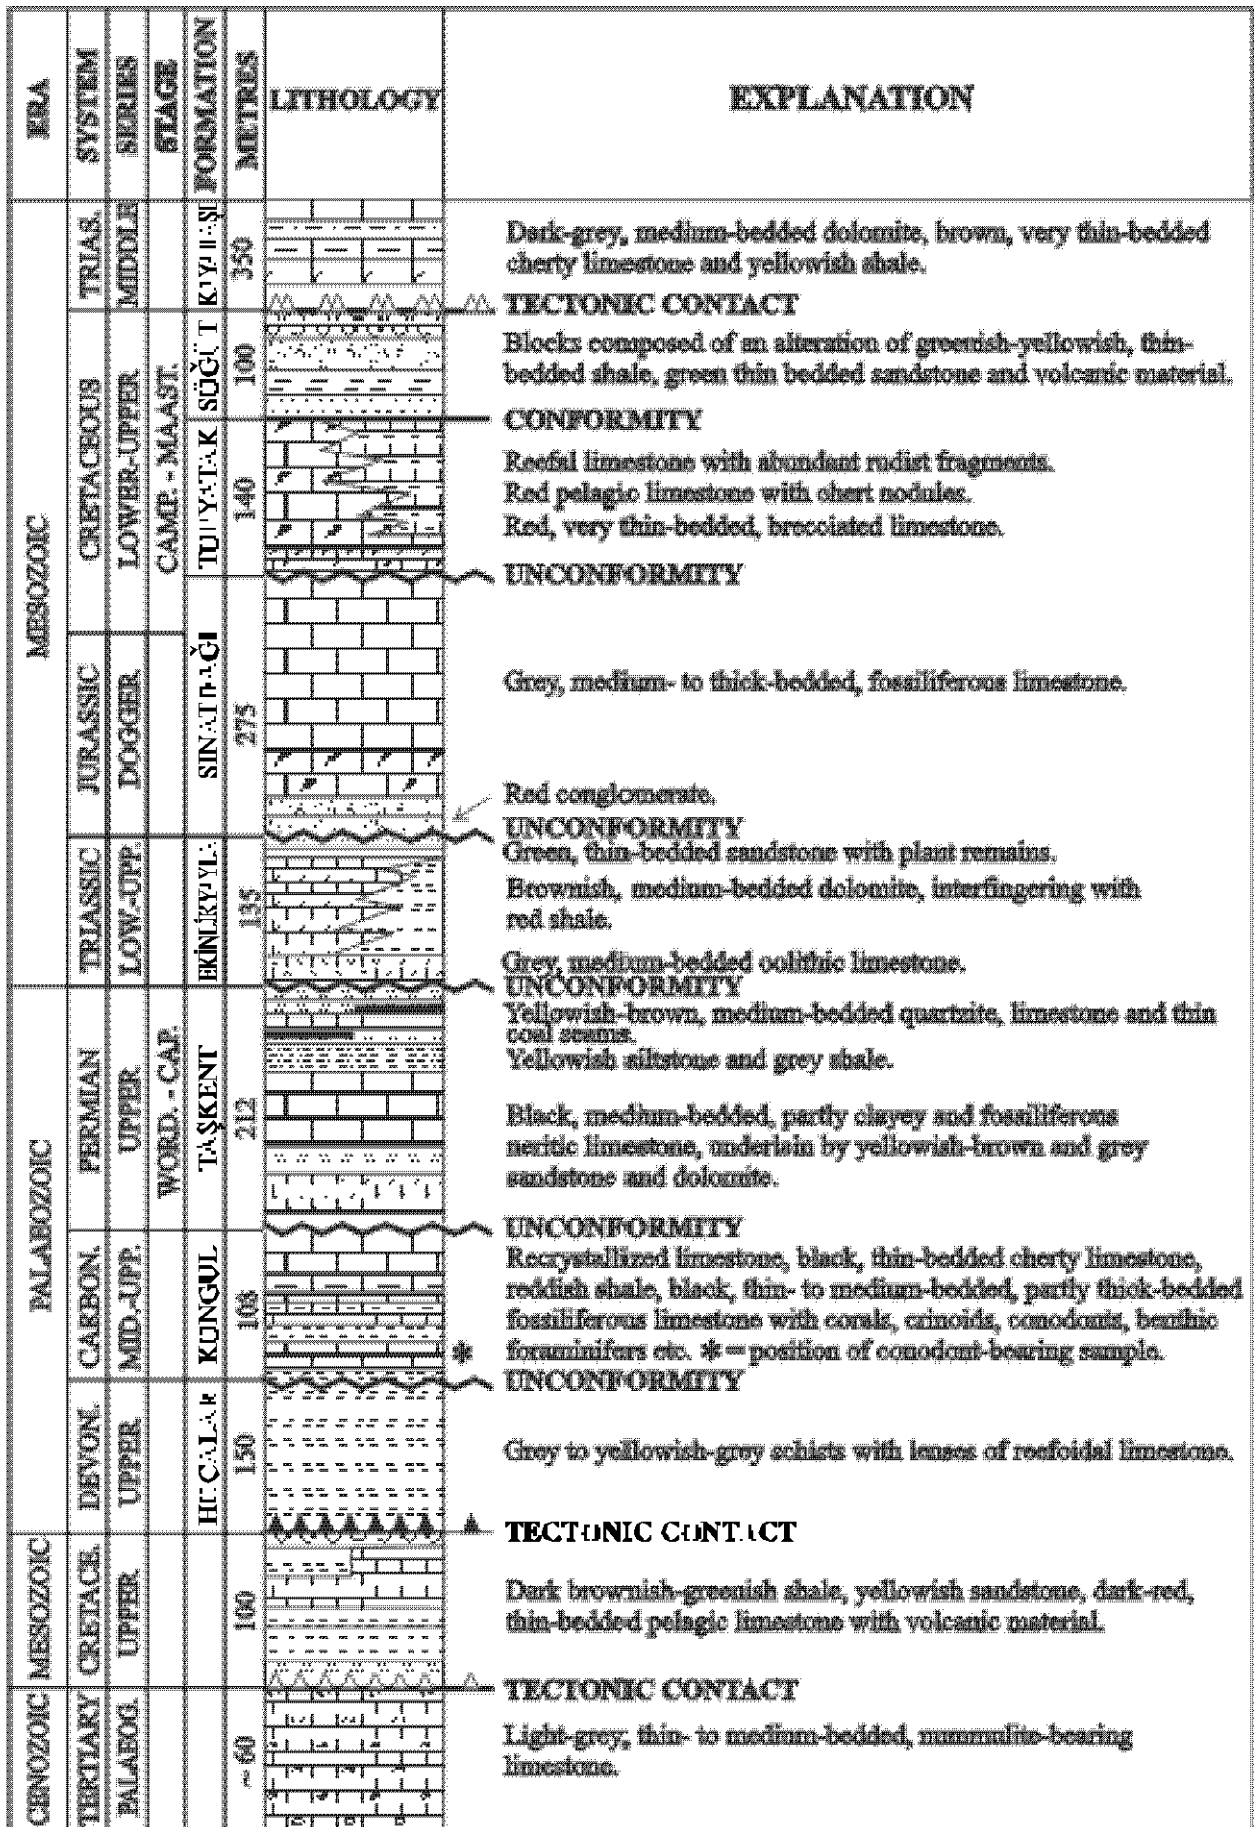 ERA
SYSTEM
SERIES
STAGE
FORMATION
METRES
LITHOLOGY
EXPLANATION
MESOZOIC
TRIAS.
MIDDLE
350
Dark-grey, medium-bedded dolomite, brown, very thin-bedded
cherty limestone and yellowish shale.
TECTONIC CONTACT
CRETACEOUS
LOWER-UPPER
CAMP. - MAAST.
SÖĞÜT
100
Blocks composed of an alteration of greenish-yellowish, thin-
bedded shale, green thin bedded sandstone and volcanic material.
CONFORMITY
140
Reefal limestone with abundant rudist fragments.
Red pelagic limestone with chert nodules.
Red, very thin-bedded, brecciated limestone.
UNCONFORMITY
JURASSIC
DOGGER
275
Grey, medium- to thick-bedded, fossiliferous limestone.
Red conglomerate.
UNCONFORMITY
TRIASSIC
LOW.-UPP.
135
Green, thin-bedded sandstone with plant remains.
Brownish, medium-bedded dolomite, interfingering with
red shale.
Grey, medium-bedded oolithic limestone.
UNCONFORMITY
PALAEOZOIC
PERMIAN
UPPER
WORD. - CAP.
TAŞKENT
212
Yellowish-brown, medium-bedded quartzite, limestone and thin
coal seams.
Yellowish siltstone and grey shale.
Black, medium-bedded, partly clayey and fossiliferous
neritic limestone, underlain by yellowish-brown and grey
sandstone and dolomite.
UNCONFORMITY
CARBON.
MID.-UPP.
KUNGUL
108
Recrystallized limestone, black, thin-bedded cherty limestone,
reddish shale, black, thin- to medium-bedded, partly thick-bedded
fossiliferous limestone with corals, crinoids, conodonts, benthic
foraminifers etc. * = position of conodont-bearing sample.
*
UNCONFORMITY
DEVON.
UPPER
150
Grey to yellowish-grey schists with lenses of reefoidal limestone.
TECTONIC CONTACT
MESOZOIC
CRETACE.
UPPER
100
Dark brownish-greenish shale, yellowish sandstone, dark-red,
thin-bedded pelagic limestone with volcanic material.
TECTONIC CONTACT
CENOZOIC
TERTIARY
PALAEOG.
~ 60
Light-grey, thin- to medium-bedded, nummulite-bearing
limestone.